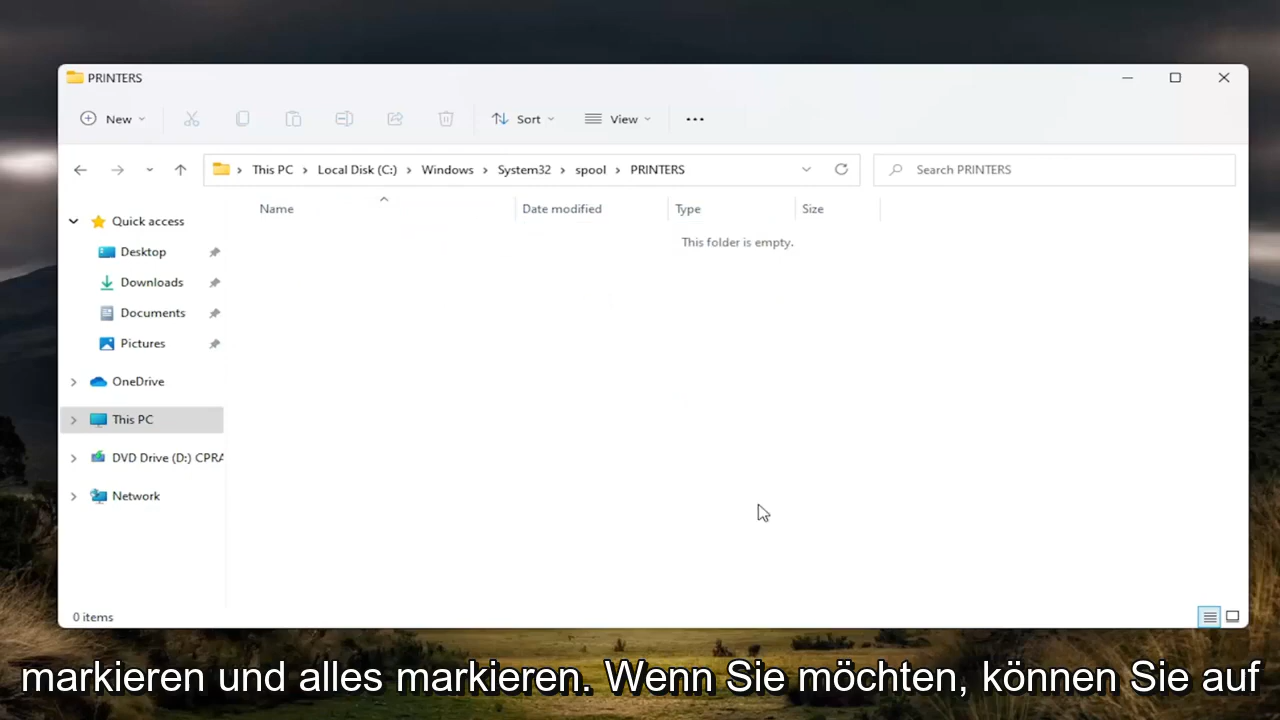 PRINTERS
New
Sort
View
This PC
Local Disk (C:)
Windows
System32
spool
PRINTERS
Search PRINTERS
Name
Date modified
Type
Size
This folder is empty.
Quick access
Desktop
Downloads
Documents
Pictures
OneDrive
This PC
DVD Drive (D:) CPRA
Network
0 items
markieren und alles markieren. Wenn Sie möchten, können Sie auf